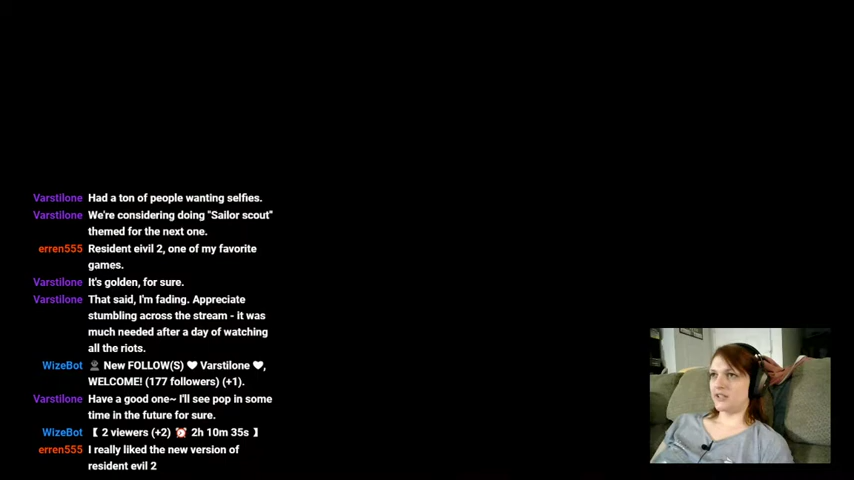 Varstilone Had a ton of people wanting selfies.
Varstilone We're considering doing "Sailor scout"
themed for the next one.
erren555 Resident eivil 2, one of my favorite
games.
Varstilone It's golden, for sure.
Varstilone That said, I'm fading. Appreciate
stumbling across the stream - it was
much needed after a day of watching
all the riots.
WizeBot New FOLLOW(S) ❤ Varstilone ❤,
WELCOME! (177 followers) (+1).
Varstilone Have a good one~ I'll see pop in some
time in the future for sure.
WizeBot 【 2 viewers (+2) ⏰ 2h 10m 35s 】
erren555 I really liked the new version of
resident evil 2